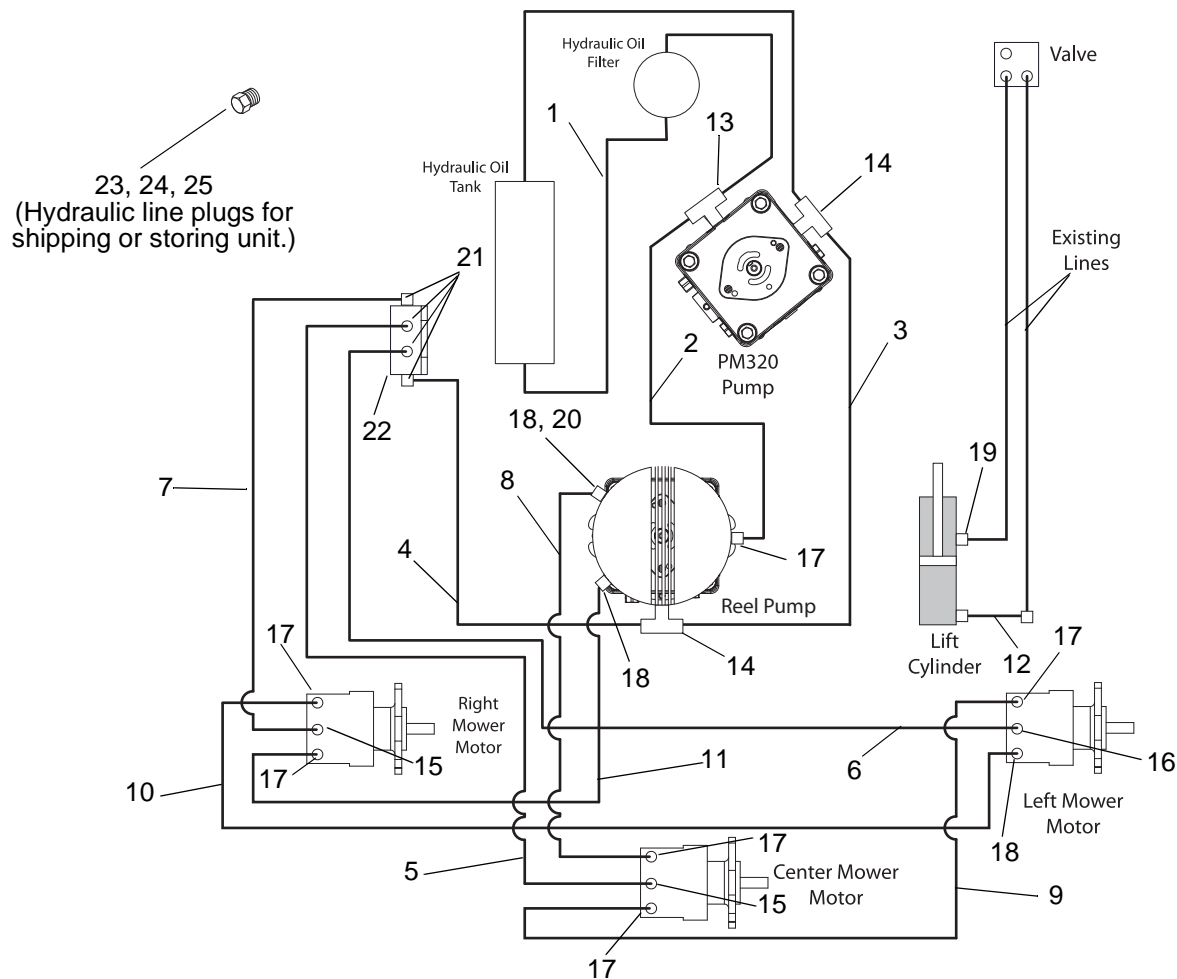 Hydraulic Oil
Filter
Valve
1
13
14
Hydraulic Oil
Tank
23, 24, 25
(Hydraulic line plugs for
shipping or storing unit.)
Existing
Lines
21
2
3
PM320
Pump
22
18, 20
19
7
8
17
4
Reel Pump
Lift
Cylinder
12
17
14
18
17
Right
Mower
Motor
15
17
10
11
6
16
Left Mower
Motor
18
5
17
Center Mower
Motor
15
9
17